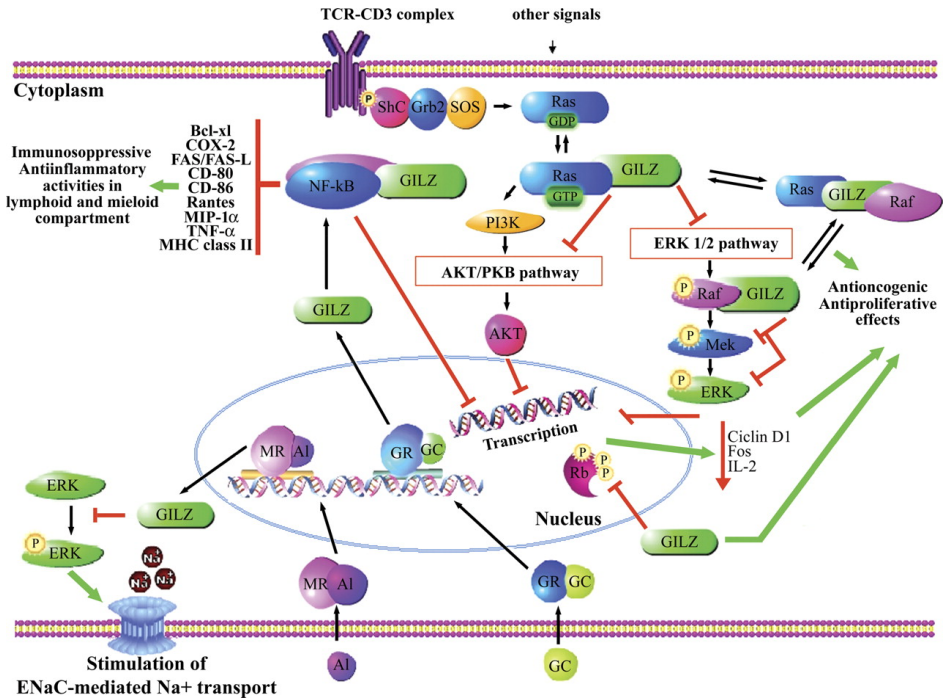 TCR-CD3 complex
other signals
Cytoplasm
P
ShC
Grb2
SOS
Ras
GDP
Bcl-xl
COX-2
FAS/FAS-L
CD-80
CD-86
Rantes
MIP-1α
TNF-α
MHC class II
Immunosoppressive
Antiinflammatory
activities in
lymphoid and mieloid
compartment
NF-kB
GILZ
Ras
GTP
GILZ
Ras
GILZ
Raf
PI3K
ERK 1/2 pathway
AKT/PKB pathway
P
Raf
GILZ
Antioncogenic
Antiproliferative
effects
GILZ
AKT
P
Mek
P
ERK
Transcription
MR
Al
GR
GC
Ciclin D1
Fos
IL-2
P
P
P
Rb
ERK
GILZ
Nucleus
GILZ
P
ERK
Na+
Na+
Na+
MR
Al
GR
GC
Stimulation of
ENaC-mediated Na+ transport
Al
GC